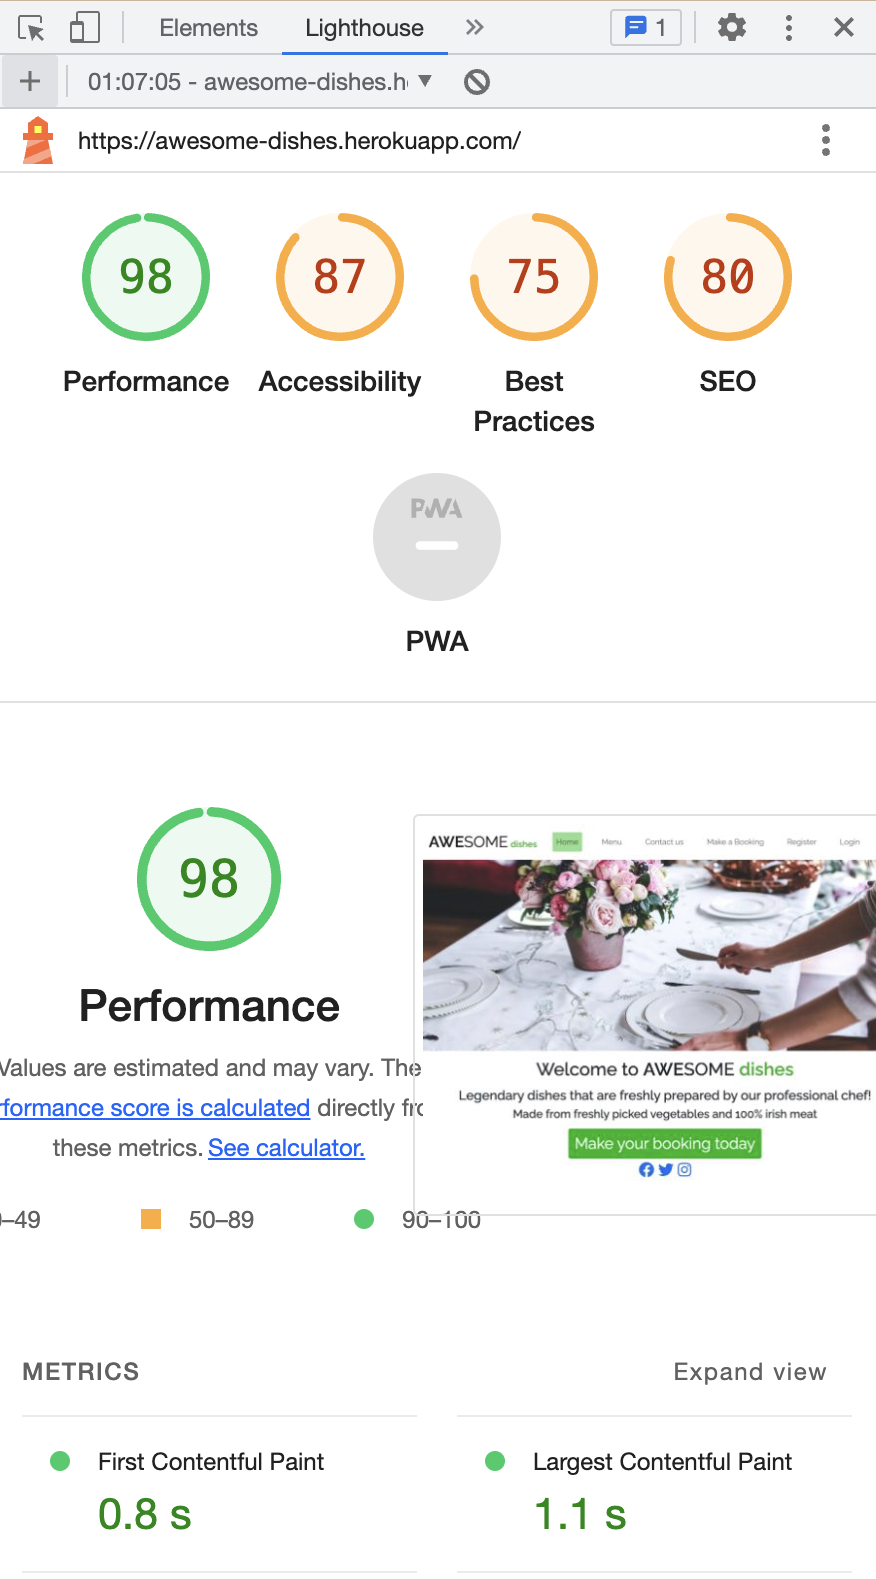 Elements Lighthouse 1
01:07:05 - awesome-dishes.h
https://awesome-dishes.herokuapp.com/
98 87 75 80
Performance Accessibility Best Practices SEO
PWA
PWA
98
Performance
Values are estimated and may vary. The
rformance score is calculated directly fr
these metrics. See calculator.
–49 50–89 90–100
AWESOME dishes Home Menu Contact us Make a Booking Register Login
Welcome to AWESOME dishes
Legendary dishes that are freshly prepared by our professional chef!
Made from freshly picked vegetables and 100% irish meat
Make your booking today
METRICS Expand view
First Contentful Paint Largest Contentful Paint
0.8 s 1.1 s